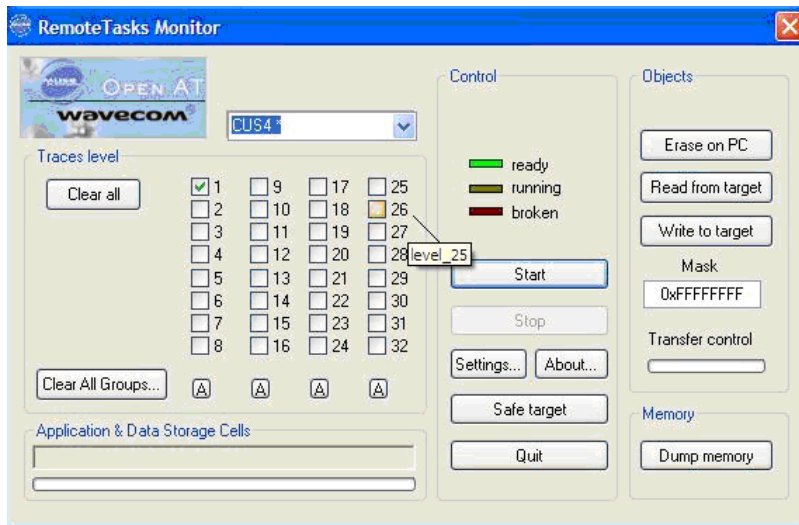 RemoteTasks Monitor
OPEN AT
wavecom
CUS4 *
Traces level
Clear all
1 9 17 25
2 10 18 26
3 11 19 27
4 12 20 28
5 13 21 29
6 14 22 30
7 15 23 31
8 16 24 32
level_25
Clear All Groups...
A A A A
Application & Data Storage Cells
Control
ready
running
broken
Start
Stop
Settings... About...
Safe target
Quit
Objects
Erase on PC
Read from target
Write to target
Mask
0xFFFFFFFF
Transfer control
Memory
Dump memory